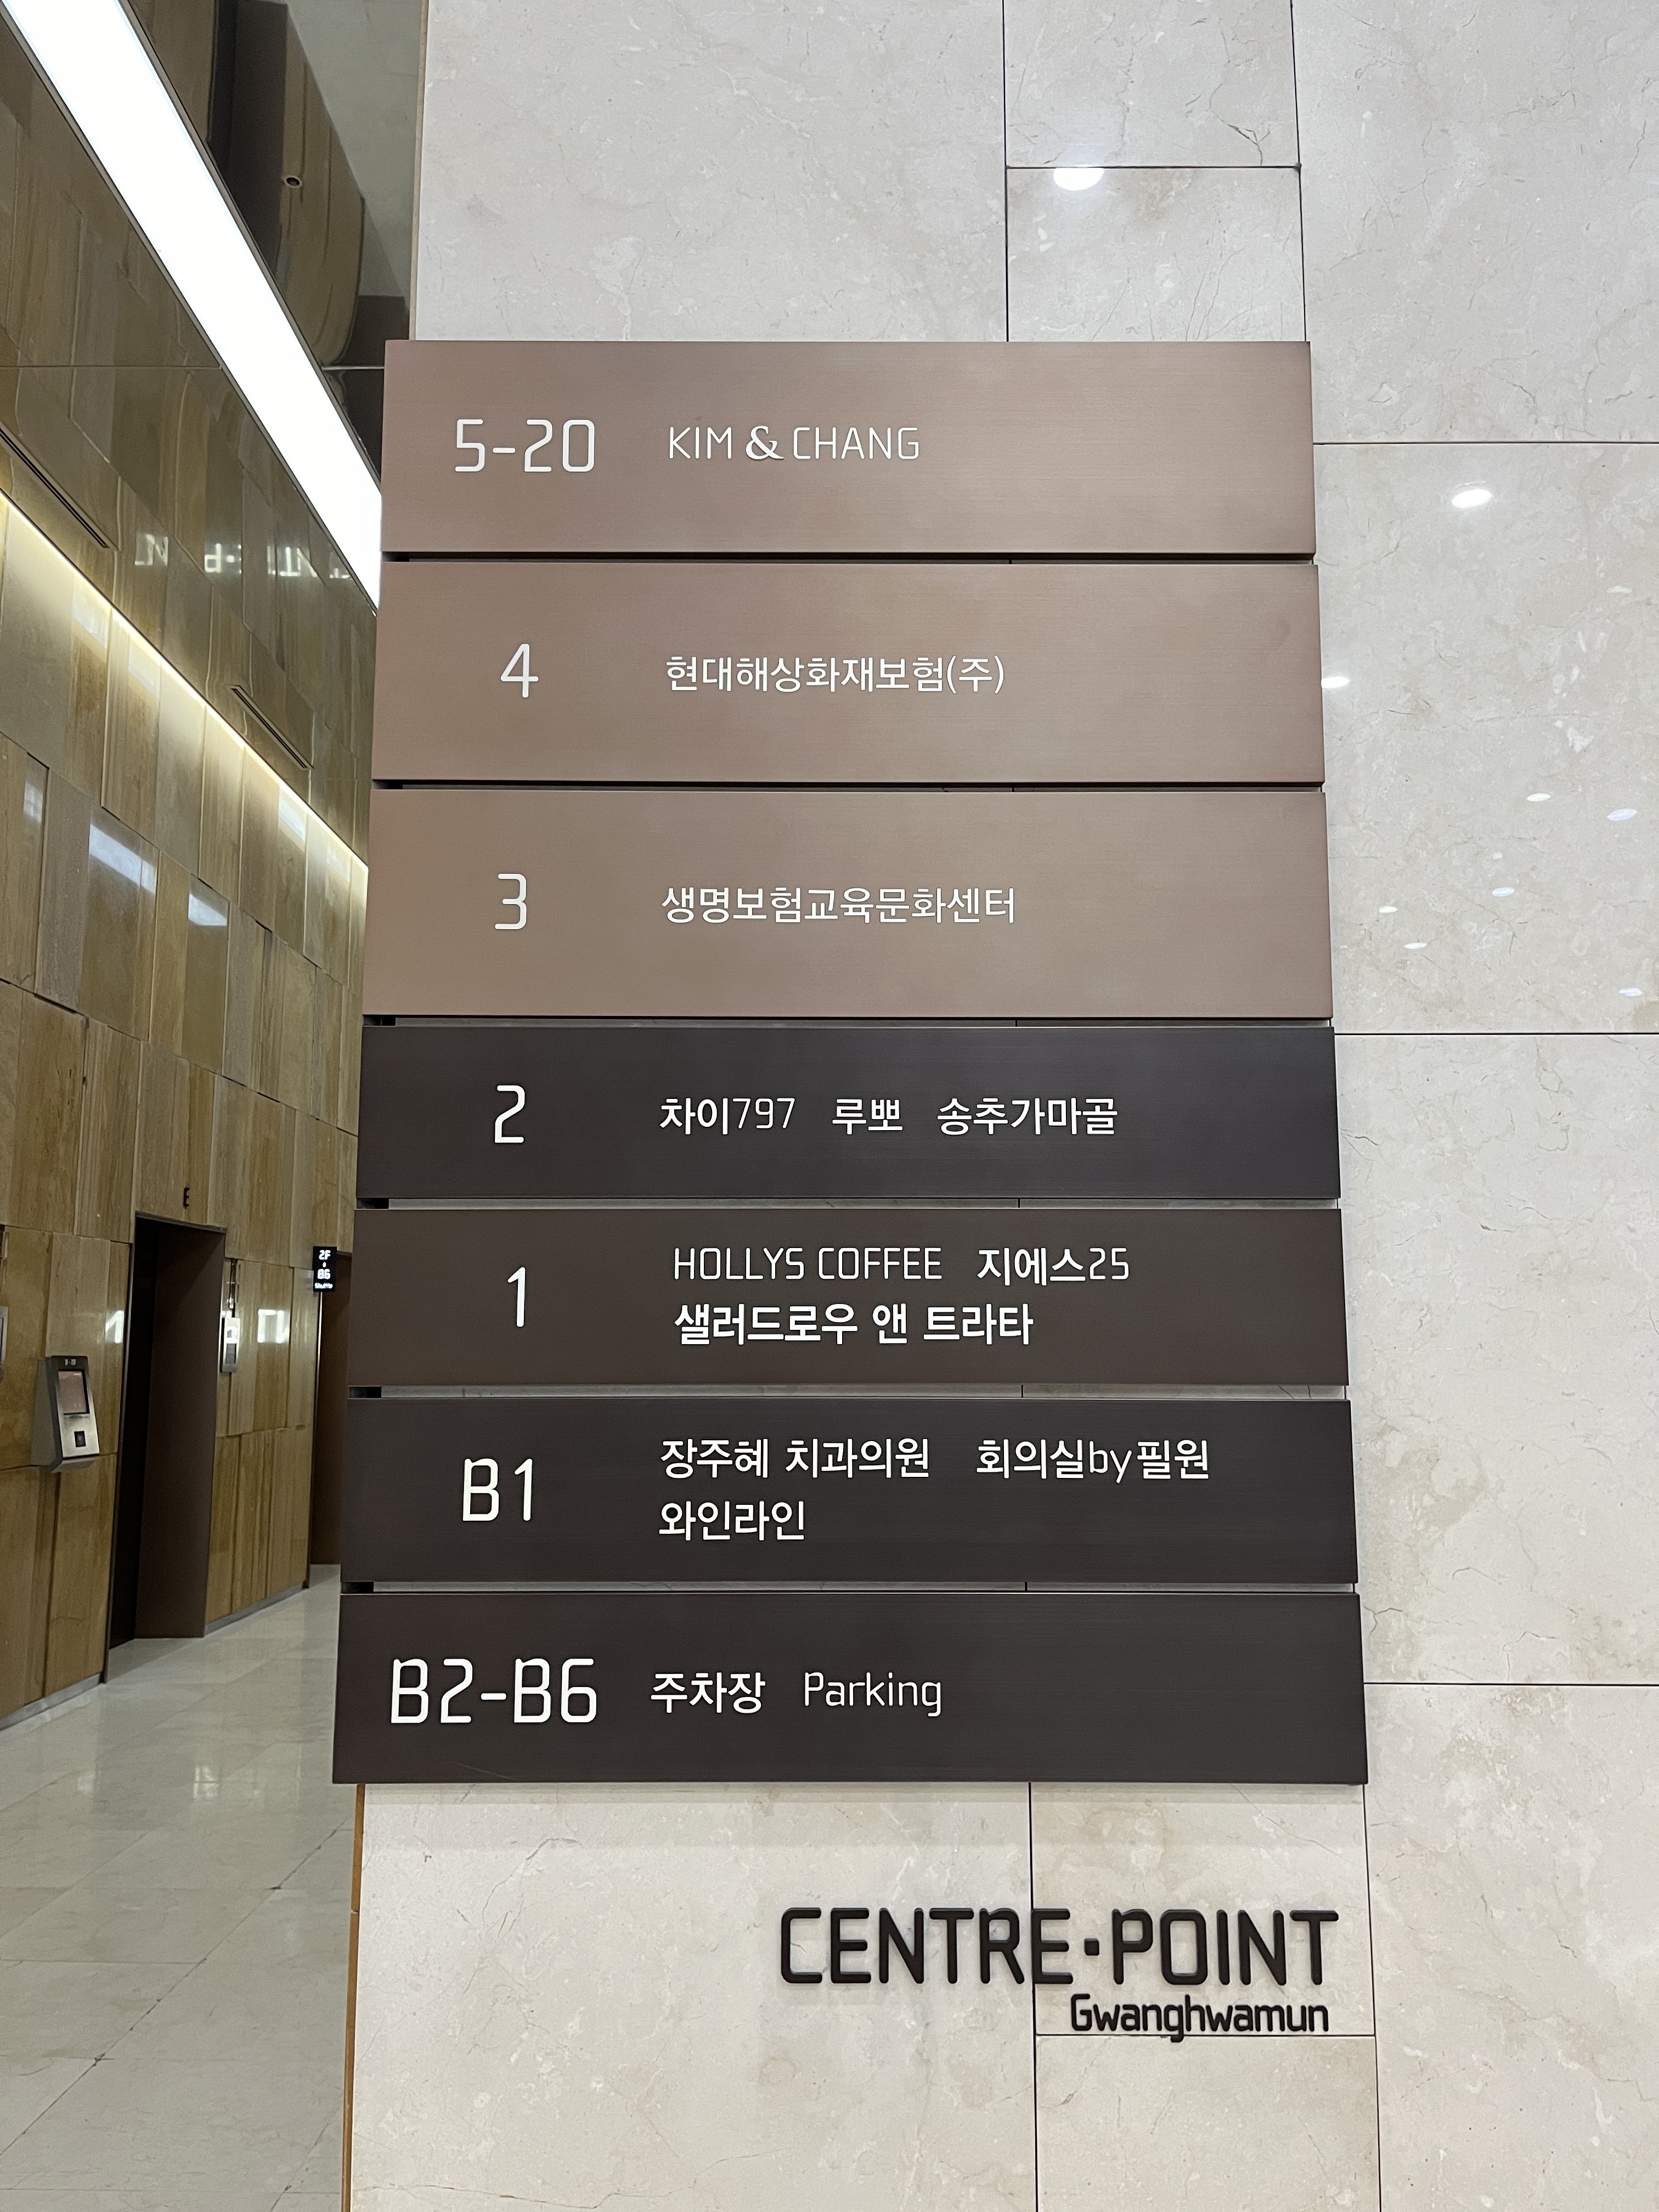 5-20 KIM & CHANG
4 현대해상화재보험(주)
3 생명보험교육문화센터
2 차이797 루뽀 송추가마골
1 HOLLYS COFFEE 지에스25
샐러드로우 앤 트라타
B1 장주혜 치과의원 회의실by필원
와인라인
B2-B6 주차장 Parking
CENTRE·POINT
Gwanghwamun
E
2F
B6